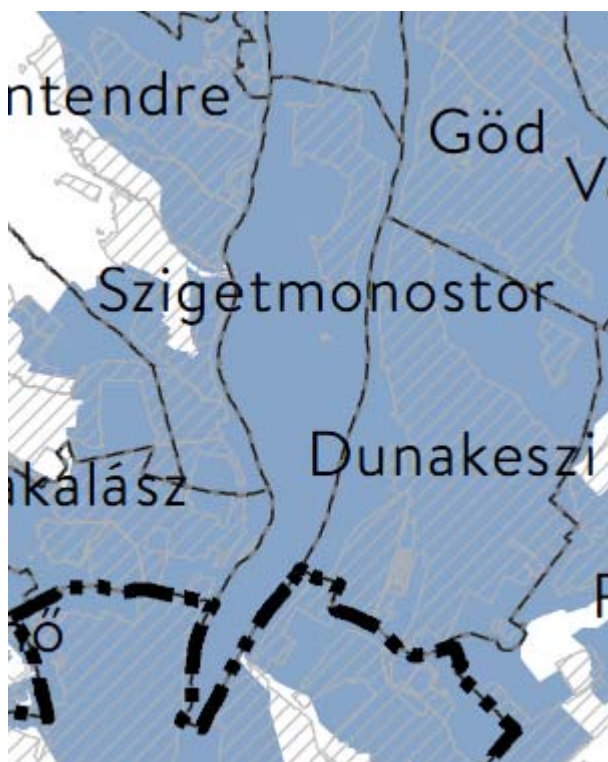 ntendre
Göd
V
Szigetmonostor
Dunakeszi
akalász
P
ő